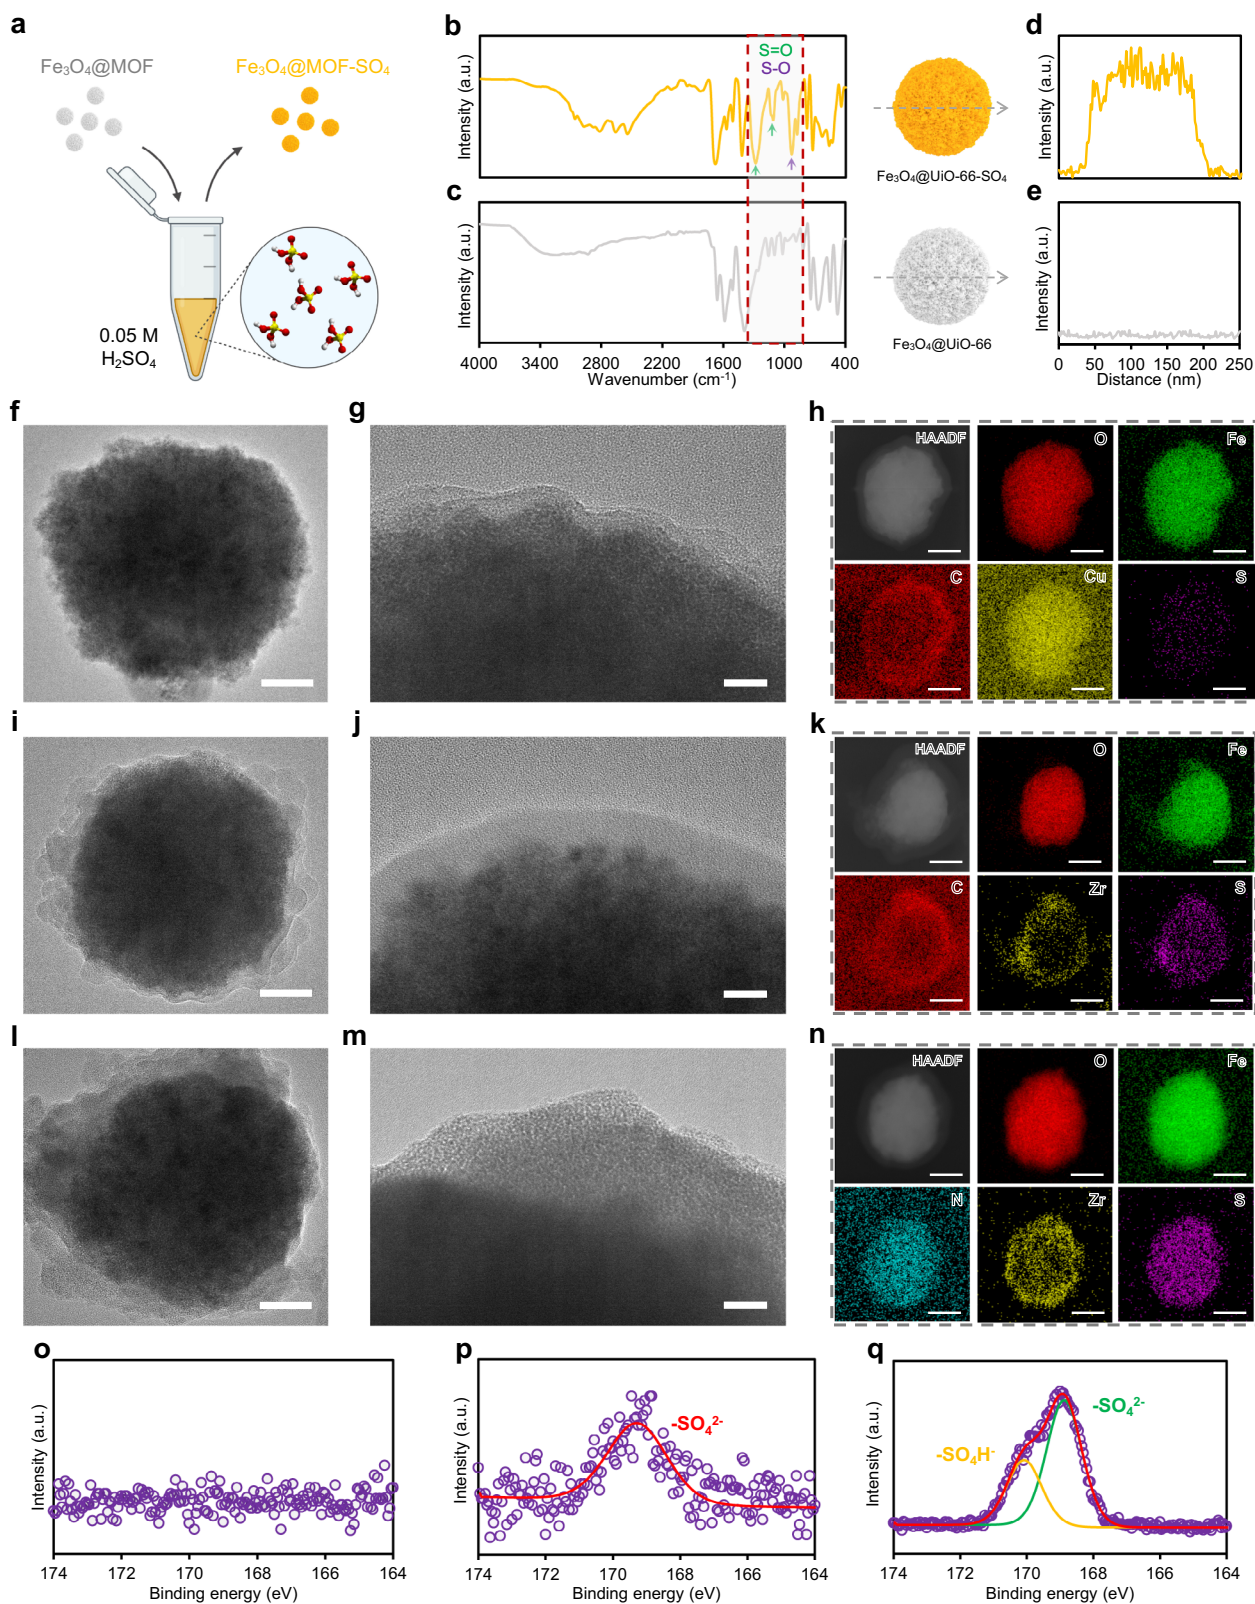 a
Fe₃O₄@MOF
Fe₃O₄@MOF-SO₄
0.05 M
H₂SO₄
b
Intensity (a.u.)
S=O
S-O
Fe₃O₄@UiO-66-SO₄
d
Intensity (a.u.)
c
Intensity (a.u.)
4000 3400 2800 2200 1600 1000 400
Wavenumber (cm⁻¹)
Fe₃O₄@UiO-66
e
Intensity (a.u.)
0 50 100 150 200 250
Distance (nm)
f
g
h
HAADF
O
Fe
C
Cu
S
i
j
k
HAADF
O
Fe
C
Zr
S
l
m
n
HAADF
O
Fe
N
Zr
S
o
Intensity (a.u.)
174 172 170 168 166 164
Binding energy (eV)
p
Intensity (a.u.)
-SO₄²⁻
174 172 170 168 166 164
Binding energy (eV)
q
Intensity (a.u.)
-SO₄²⁻
-SO₄H⁻
174 172 170 168 166 164
Binding energy (eV)